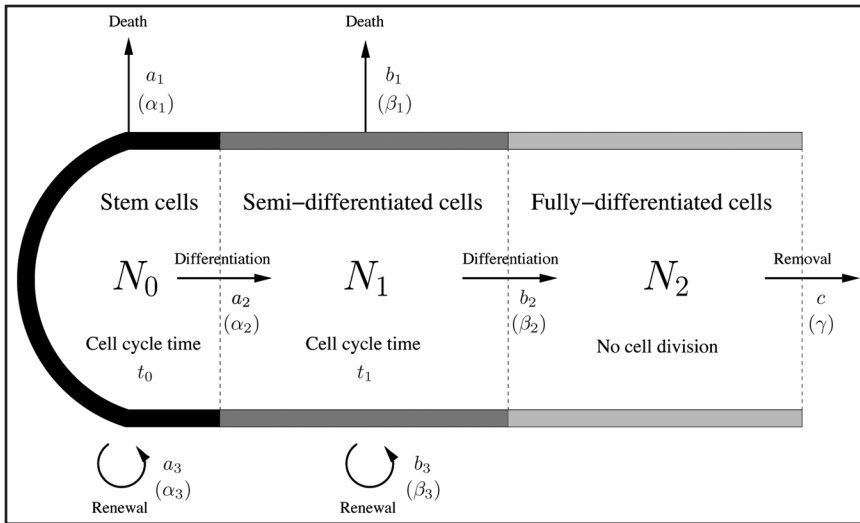 Death
Death
a₁
(α₁)
b₁
(β₁)
Stem cells
Semi−differentiated cells
Fully−differentiated cells
N₀
Differentiation
a₂
(α₂)
N₁
Differentiation
b₂
(β₂)
N₂
Removal
c
(γ)
Cell cycle time
t₀
Cell cycle time
t₁
No cell division
a₃
(α₃)
Renewal
b₃
(β₃)
Renewal